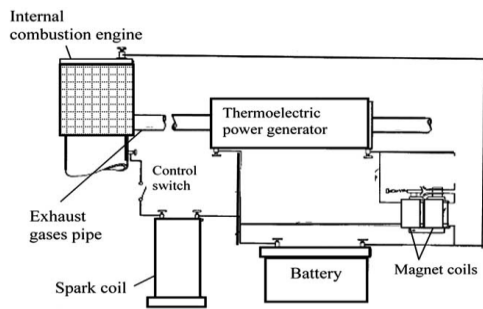 Internal
combustion engine
Thermoelectric
power generator
Control
switch
Exhaust
gases pipe
Spark coil
Battery
Magnet coils